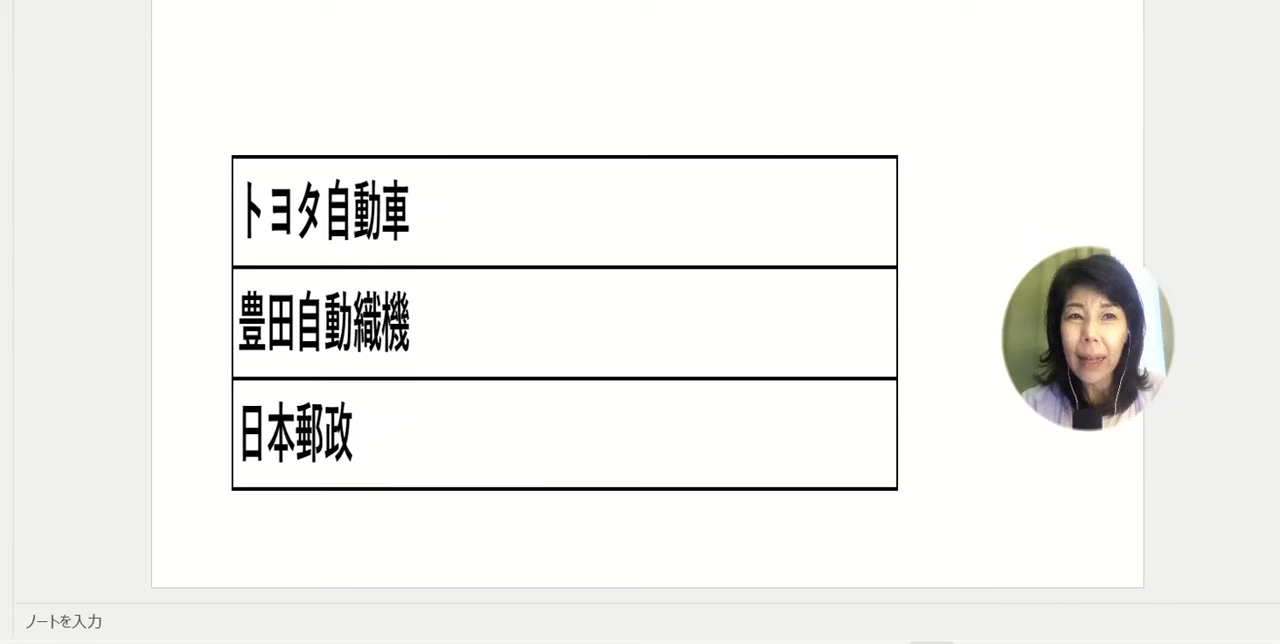 トヨタ自動車
豊田自動織機
日本郵政
ノートを入力